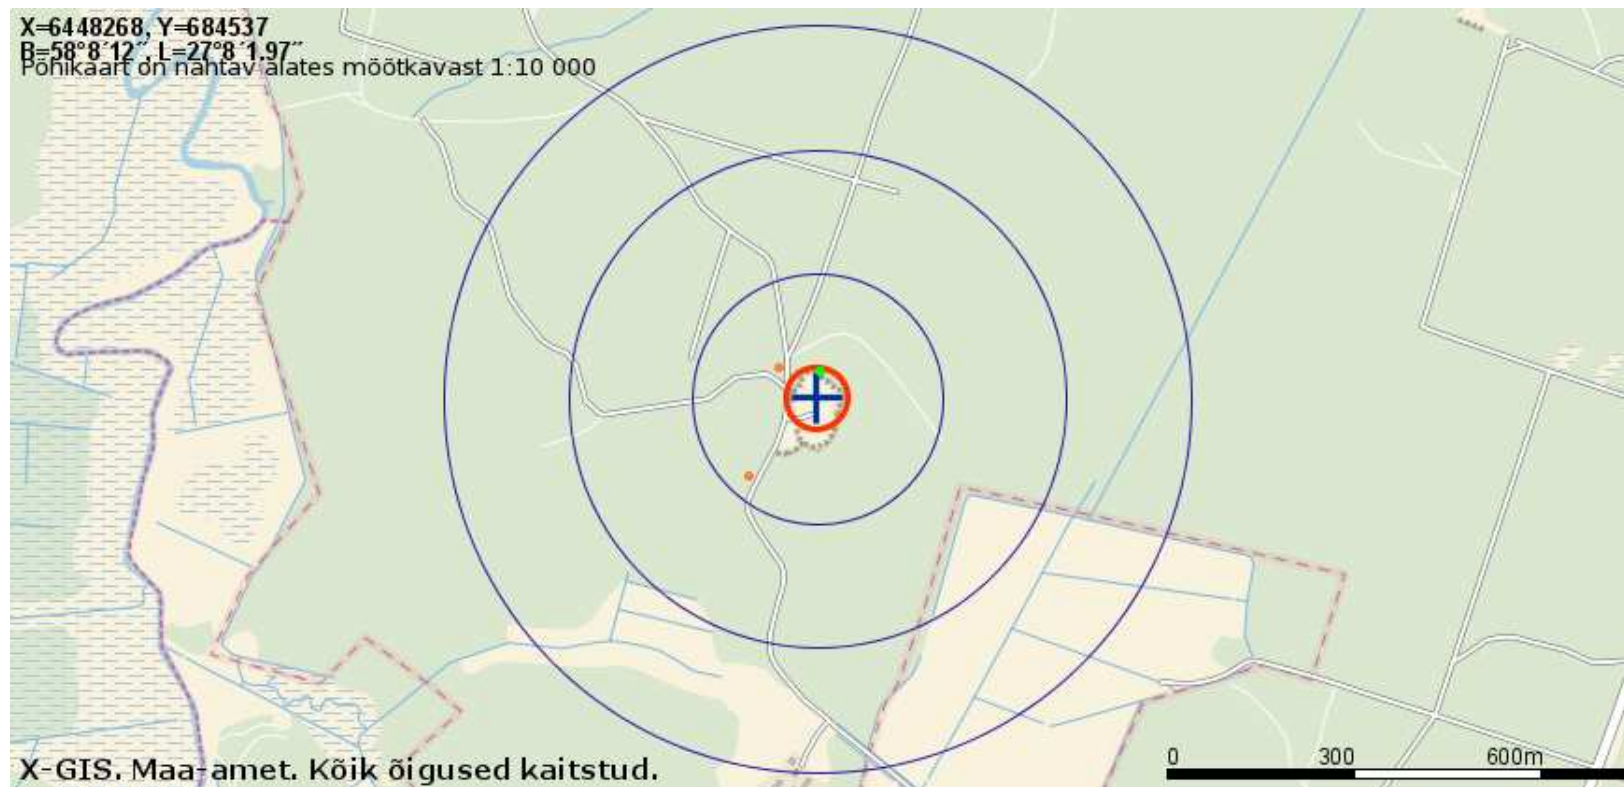 X=6448268, Y=684537
B=58°8´12˝, L=27°8´1.97˝
Põhikaart on nähtav alates mõõtkavast 1:10 000
X-GIS. Maa-amet. Kõik õigused kaitstud.
0 300 600m